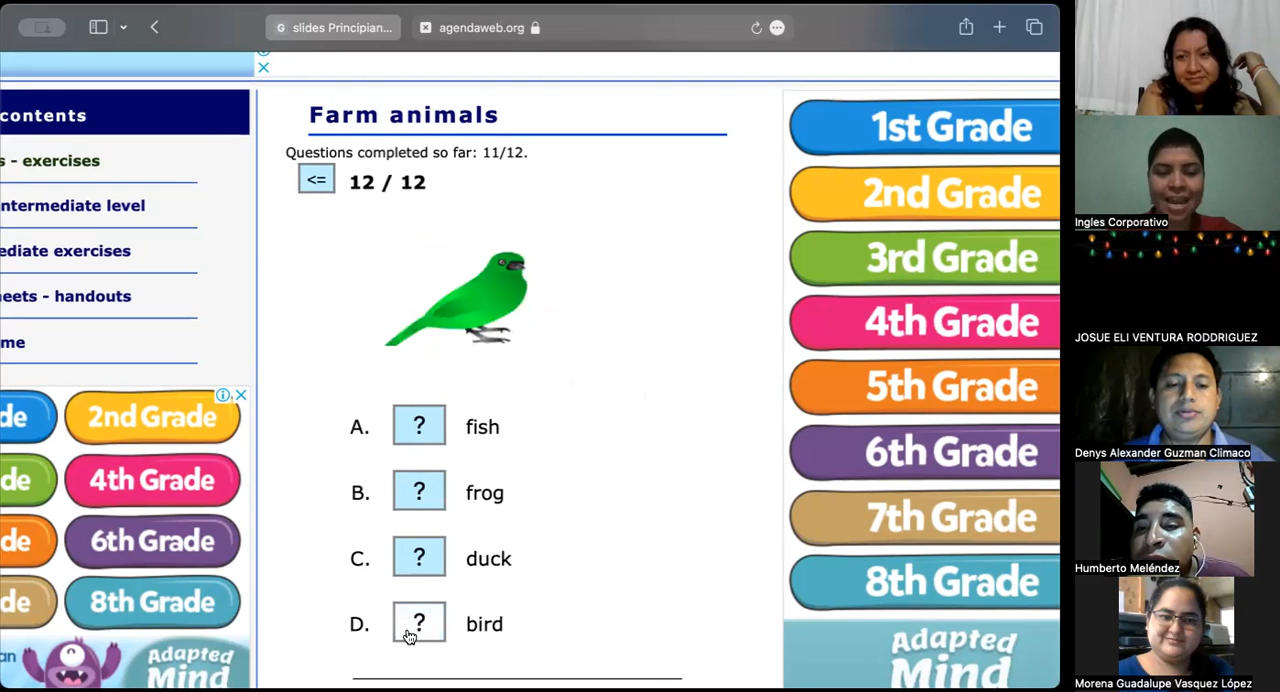 slides Principian...
agendaweb.org
contents
s - exercises
ntermediate level
ediate exercises
eets - handouts
me
de
2nd Grade
de
4th Grade
de
6th Grade
de
8th Grade
an
Adapted
Mind
Farm animals
Questions completed so far: 11/12.
<= 12 / 12
A. ? fish
B. ? frog
C. ? duck
D. ? bird
1st Grade
2nd Grade
3rd Grade
4th Grade
5th Grade
6th Grade
7th Grade
8th Grade
Adapted
Mind
Ingles Corporativo
JOSUE ELI VENTURA RODDRIGUEZ
Denys Alexander Guzman Climaco
Humberto Meléndez
Morena Guadalupe Vasquez López